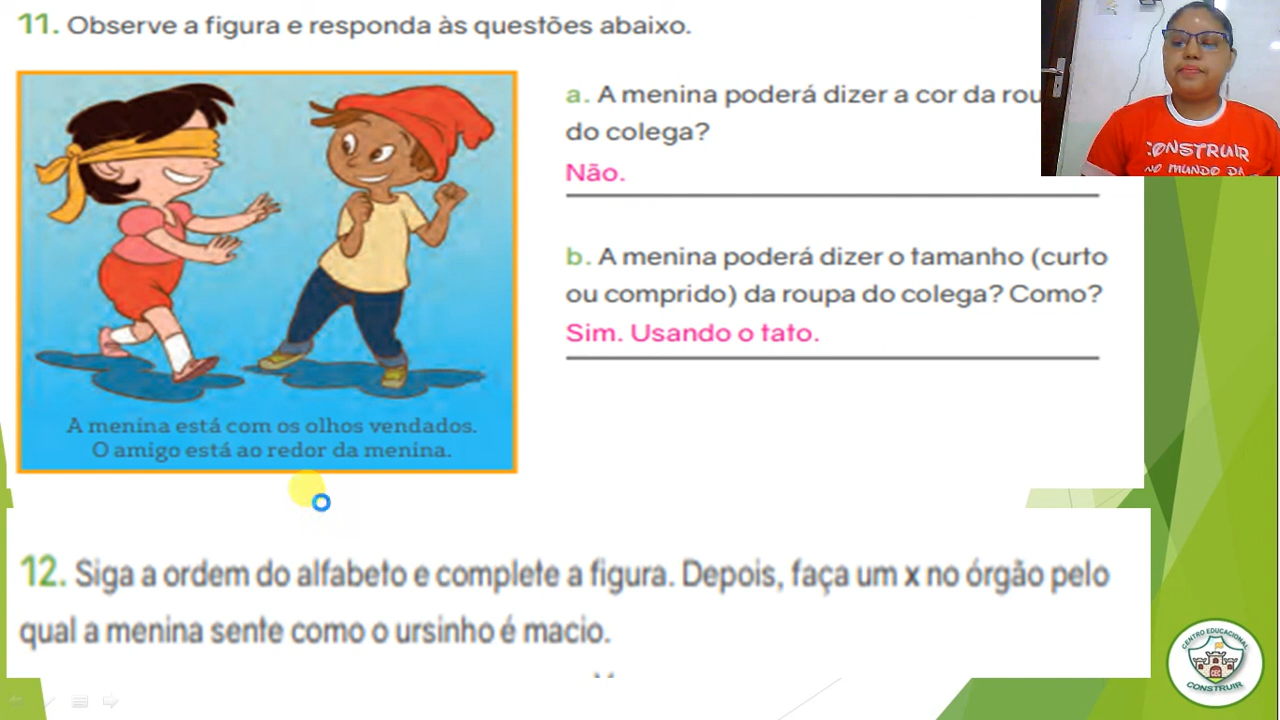 11. Observe a figura e responda às questões abaixo.
a. A menina poderá dizer a cor da rou
do colega?
Não.
b. A menina poderá dizer o tamanho (curto
ou comprido) da roupa do colega? Como?
Sim. Usando o tato.
A menina está com os olhos vendados.
O amigo está ao redor da menina.
CONSTRUIR
NO MUNDO DA
12. Siga a ordem do alfabeto e complete a figura. Depois, faça um x no órgão pelo
qual a menina sente como o ursinho é macio.
CENTRO EDUCACIONAL
CEC
CONSTRUIR